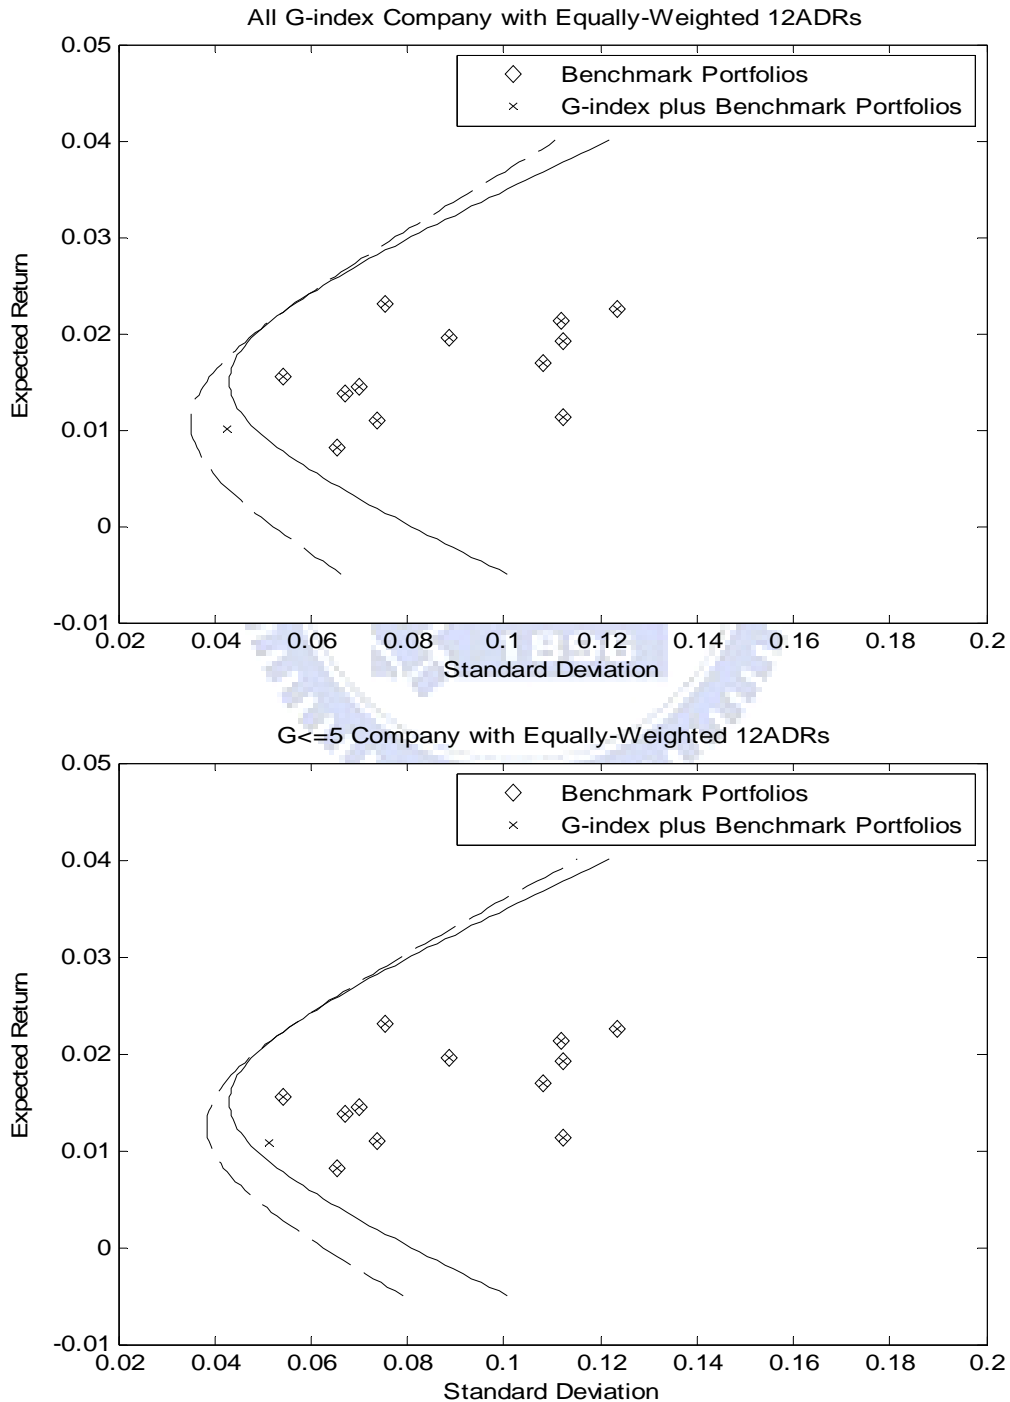 All G-index Company with Equally-Weighted 12ADRs
0.05
Benchmark Portfolios
G-index plus Benchmark Portfolios
0.04
0.03
Expected Return
0.02
0.01
0
-0.01
0.02 0.04 0.06 0.08 0.1 0.12 0.14 0.16 0.18 0.2
1896
Standard Deviation
G<=5 Company with Equally-Weighted 12ADRs
0.05
Benchmark Portfolios
G-index plus Benchmark Portfolios
0.04
0.03
Expected Return
0.02
0.01
0
-0.01
0.02 0.04 0.06 0.08 0.1 0.12 0.14 0.16 0.18 0.2
Standard Deviation